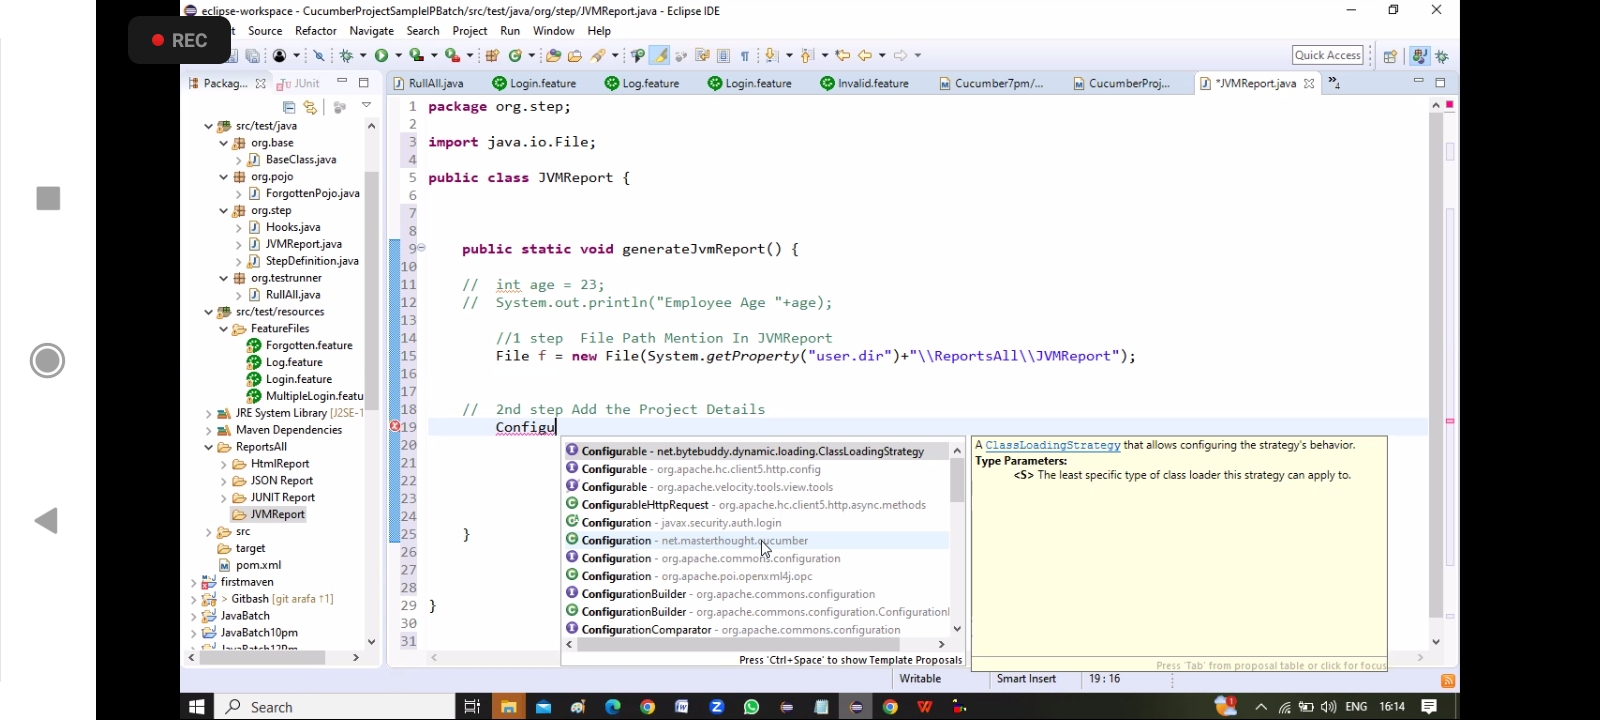 REC
eclipse-workspace - CucumberProjectSampleIPBatch/src/test/java/org/step/JVMReport.java - Eclipse IDE
Source Refactor Navigate Search Project Run Window Help
Quick Access
Packag... JUnit
RullAll.java Login.feature Log.feature Login.feature Invalid.feature Cucumber7pm/... CucumberProj... *JVMReport.java »4
src/test/java
org.base
BaseClass.java
org.pojo
ForgottenPojo.java
org.step
Hooks.java
JVMReport.java
StepDefinition.java
org.testrunner
RullAll.java
src/test/resources
FeatureFiles
Forgotten.feature
Log.feature
Login.feature
MultipleLogin.featu
JRE System Library [J2SE-1
Maven Dependencies
ReportsAll
HtmlReport
JSON Report
JUNIT Report
JVMReport
src
target
pom.xml
firstmaven
> Gitbash [git arafa ↑1]
JavaBatch
JavaBatch10pm
JavaBatch12Pm
1 package org.step;
2
3 import java.io.File;
4
5 public class JVMReport {
6
7
8
9 public static void generateJvmReport() {
10
11 // int age = 23;
12 // System.out.println("Employee Age "+age);
13
14 //1 step File Path Mention In JVMReport
15 File f = new File(System.getProperty("user.dir")+"\\ReportsAll\\JVMReport");
16
17
18 // 2nd step Add the Project Details
19 Configu
20
21
22
23
24
25 }
26
27
28
29 }
30
31
Configurable - net.bytebuddy.dynamic.loading.ClassLoadingStrategy
Configurable - org.apache.hc.client5.http.config
Configurable - org.apache.velocity.tools.view.tools
ConfigurableHttpRequest - org.apache.hc.client5.http.async.methods
Configuration - javax.security.auth.login
Configuration - net.masterthought.cucumber
Configuration - org.apache.commons.configuration
Configuration - org.apache.poi.openxml4j.opc
ConfigurationBuilder - org.apache.commons.configuration
ConfigurationBuilder - org.apache.commons.configuration.Configuration
ConfigurationComparator - org.apache.commons.configuration
Press 'Ctrl+Space' to show Template Proposals
A ClassLoadingStrategy that allows configuring the strategy's behavior.
Type Parameters:
<S> The least specific type of class loader this strategy can apply to.
Press 'Tab' from proposal table or click for focus
Writable Smart Insert 19 : 16
Search
ENG 16:14